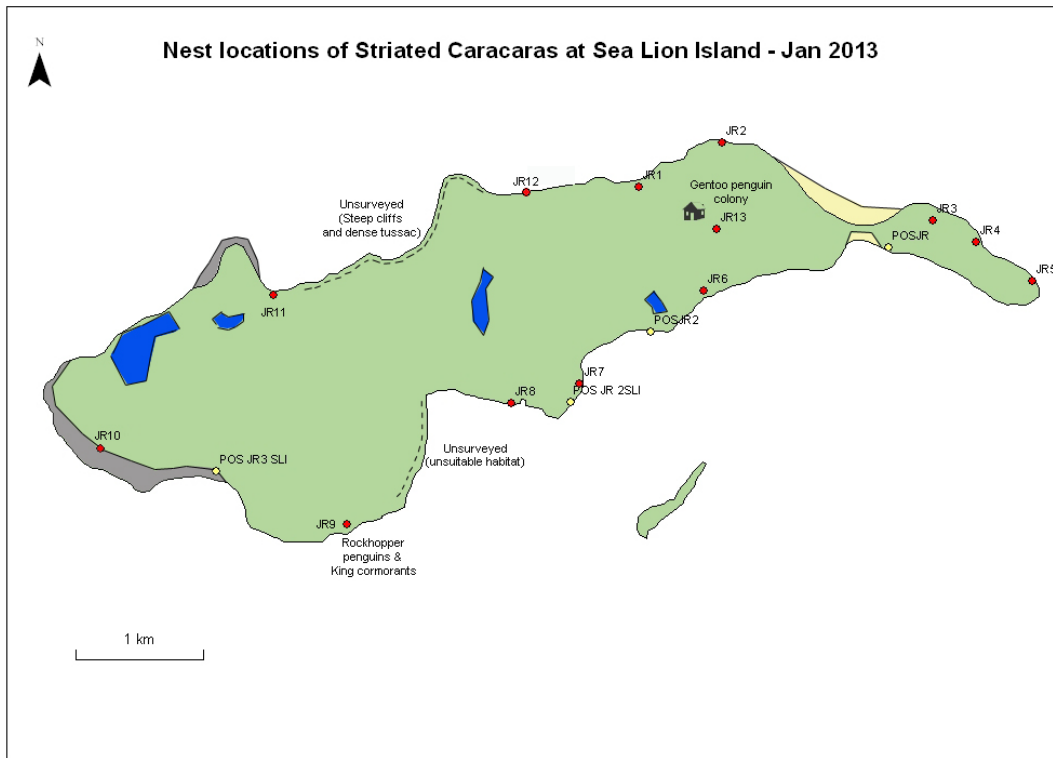 N
Nest locations of Striated Caracaras at Sea Lion Island - Jan 2013
JR2
JR12
JR1
Gentoo penguin
colony
Unsurveyed
(Steep cliffs
and dense tussac)
JR13
JR3
JR4
POSJR
JR5
JR6
JR11
POSJR2
JR7
JR8
POS JR 2SLI
JR10
POS JR3 SLI
Unsurveyed
(unsuitable habitat)
JR9
Rockhopper
penguins &
King cormorants
1 km